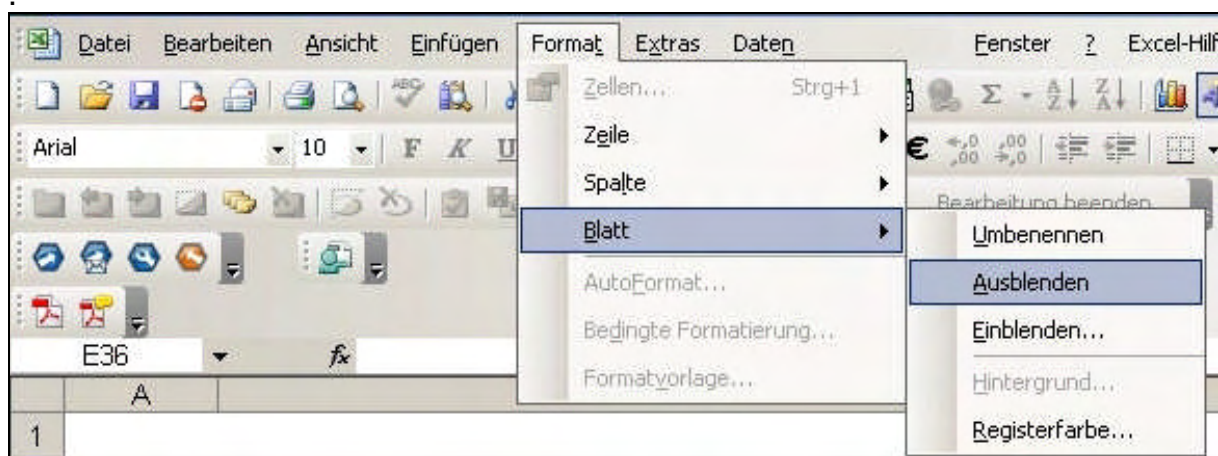 .
Datei Bearbeiten Ansicht Einfügen Format Extras Daten Fenster ? Excel-Hilf
Zellen... Strg+1
Arial 10 F K U Zeile €
Spalte
Bearbeitung beenden
Blatt
Umbenennen
AutoFormat...
Ausblenden
Bedingte Formatierung...
Einblenden...
E36 fx
Formatvorlage...
Hintergrund...
A
Registerfarbe...
1